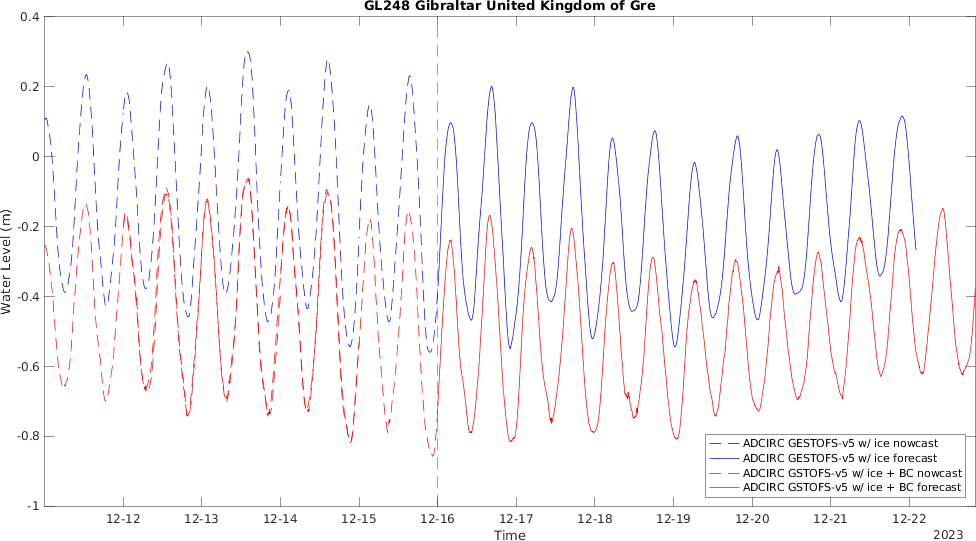 GL248 Gibraltar United Kingdom of Gre
0.4
0.2
0
-0.2
-0.4
-0.6
-0.8
-1
Water Level (m)
ADCIRC GESTOFS-v5 w/ ice nowcast
ADCIRC GESTOFS-v5 w/ ice forecast
ADCIRC GSTOFS-v5 w/ ice + BC nowcast
ADCIRC GSTOFS-v5 w/ ice + BC forecast
12-12 12-13 12-14 12-15 12-16 12-17 12-18 12-19 12-20 12-21 12-22
Time
2023